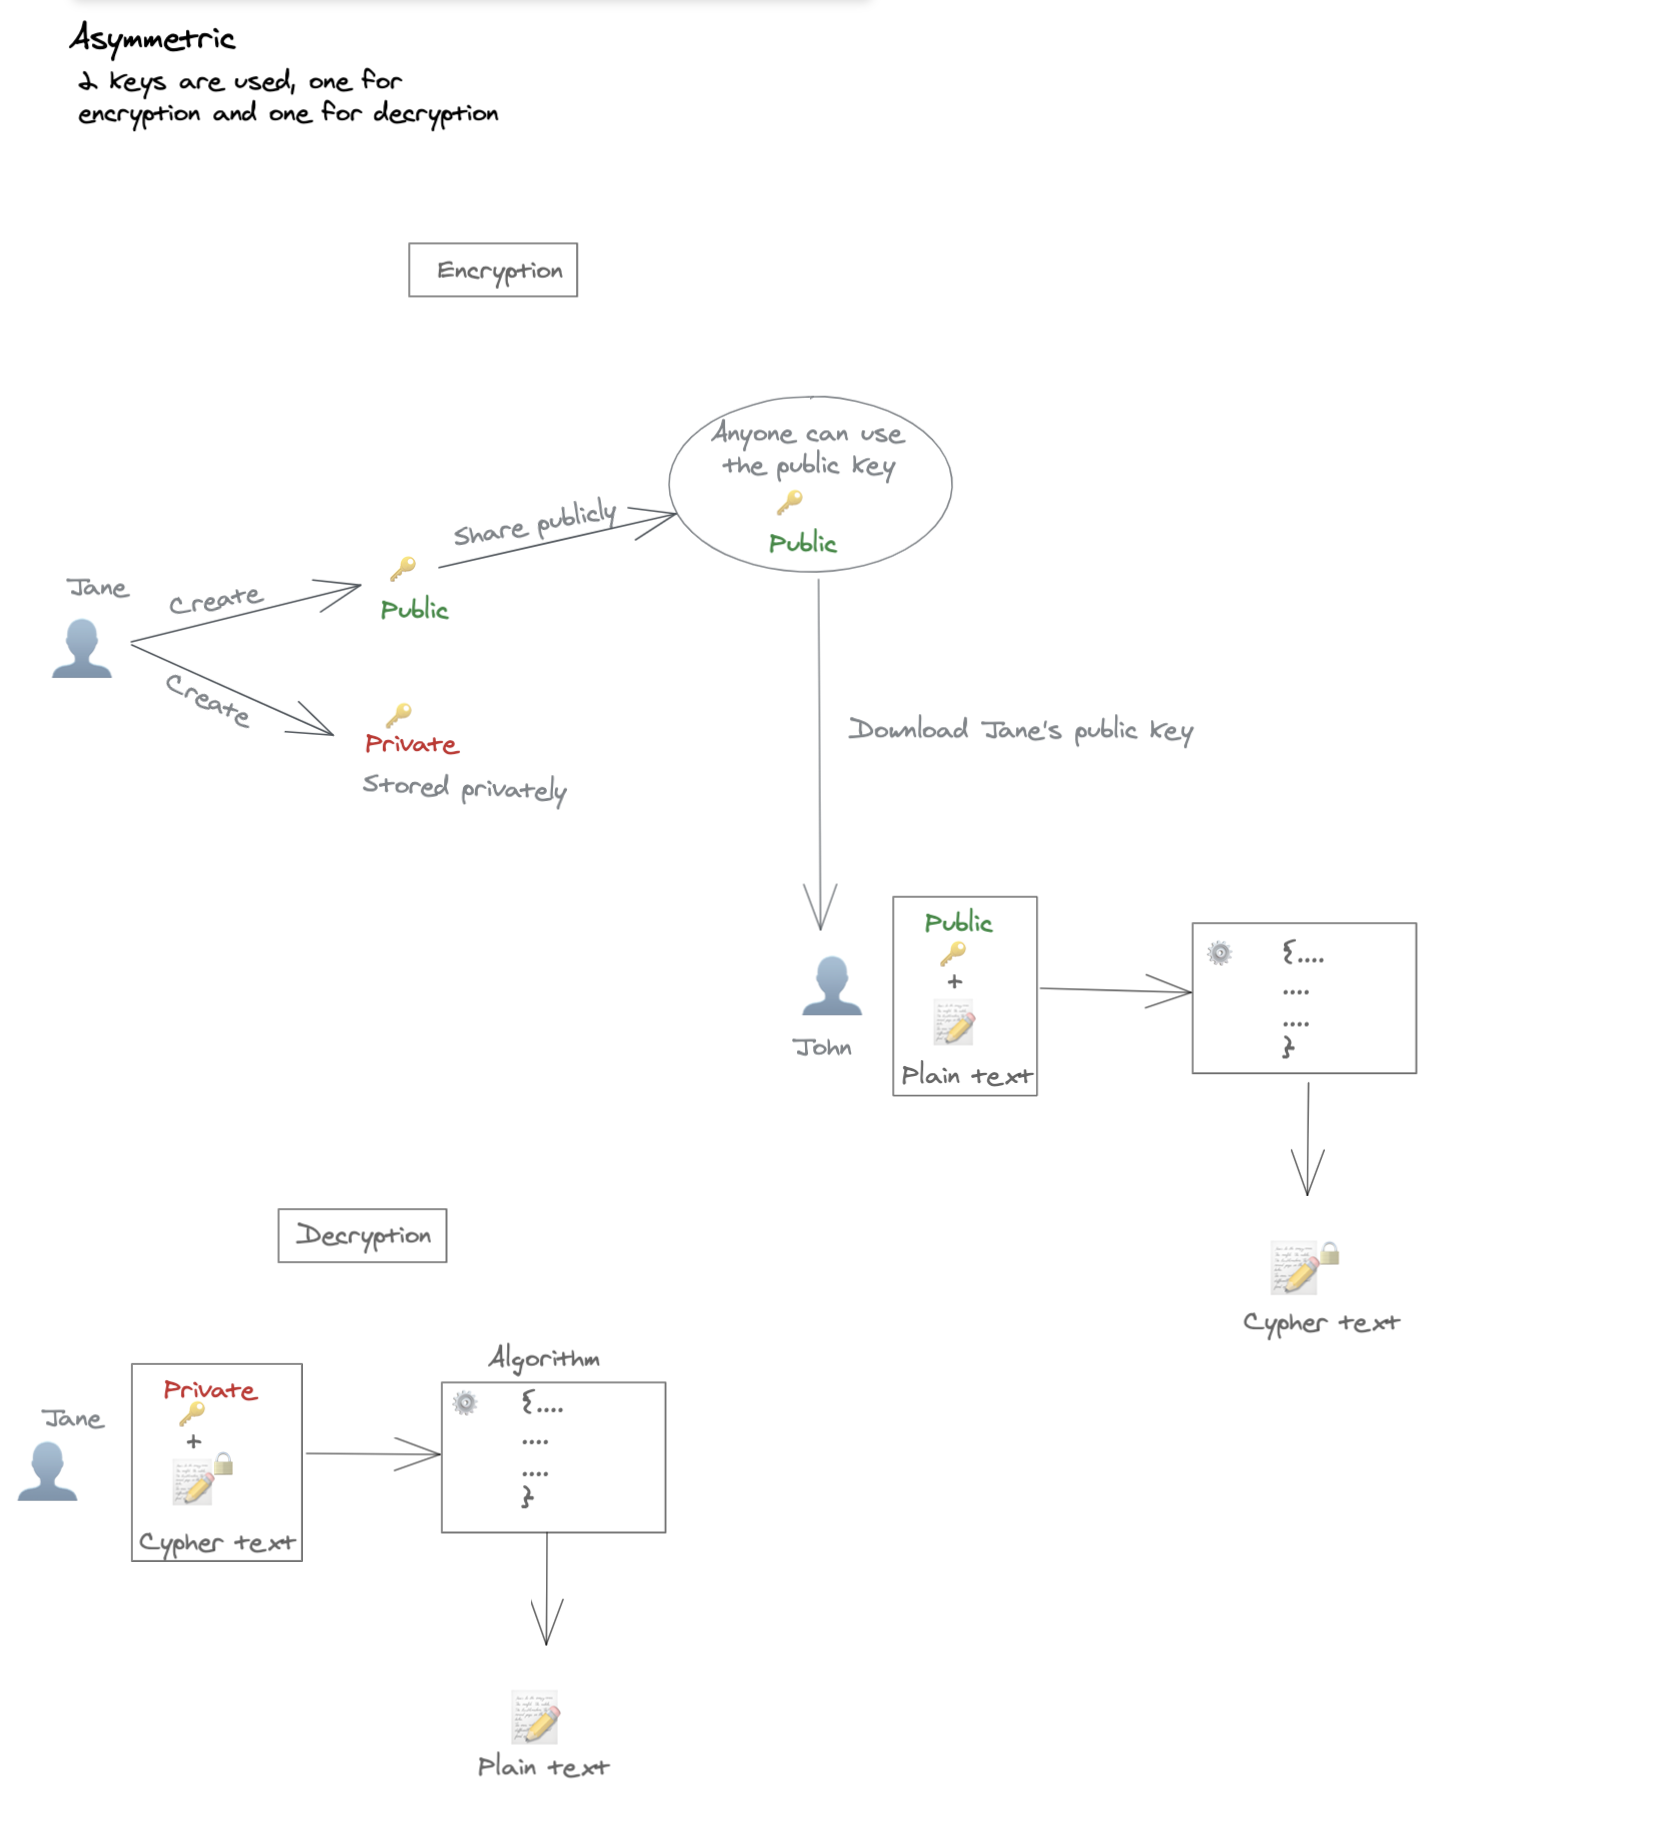 Asymmetric
2 keys are used, one for
encryption and one for decryption
Encryption
Anyone can use
the public key
Public
Share publicly
Jane
Create
Public
Create
Private
Stored privately
Download Jane's public key
Public
+
Plain text
John
{....
....
....
}
Cypher text
Decryption
Jane
Private
+
Cypher text
Algorithm
{....
....
....
}
Plain text